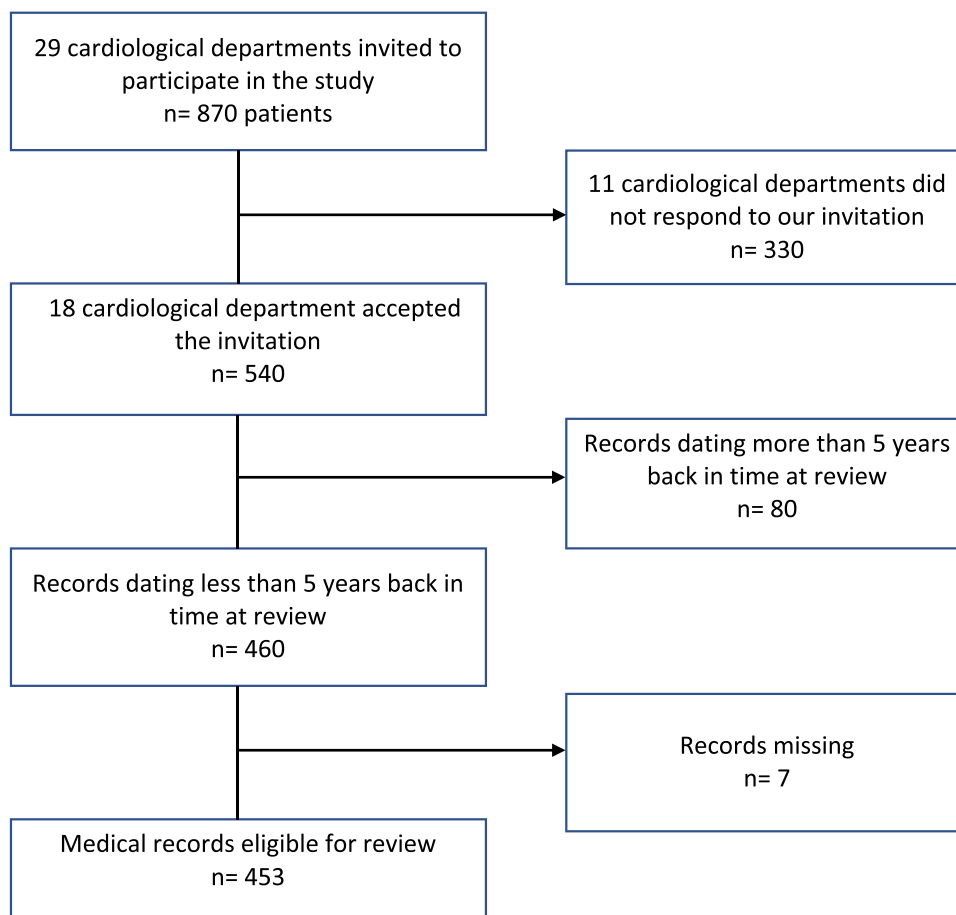 29 cardiological departments invited to
participate in the study
n= 870 patients
11 cardiological departments did
not respond to our invitation
n= 330
18 cardiological department accepted
the invitation
n= 540
Records dating more than 5 years
back in time at review
n= 80
Records dating less than 5 years back in
time at review
n= 460
Records missing
n= 7
Medical records eligible for review
n= 453